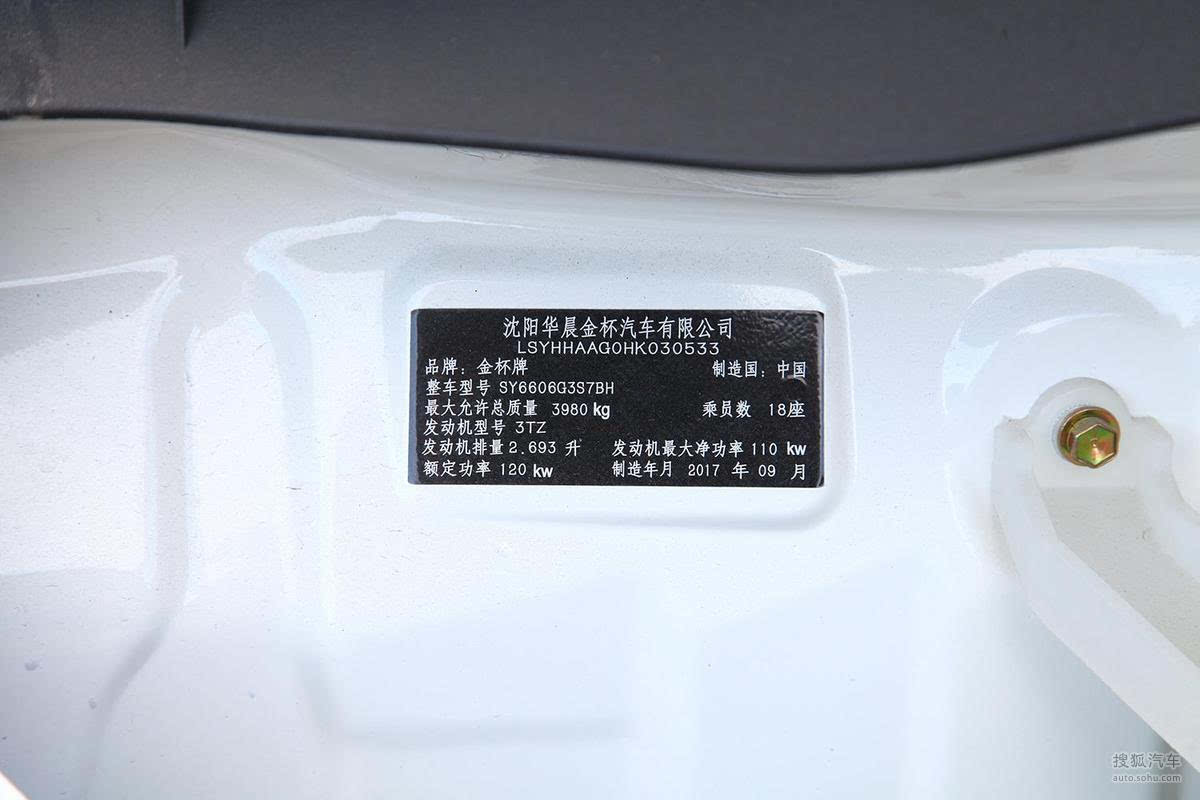 沈阳华晨金杯汽车有限公司
LSYHHAAG0HK030533
品牌：金杯牌 制造国：中国
整车型号 SY6606G3S7BH
最大允许总质量 3980 kg 乘员数 18座
发动机型号 3TZ
发动机排量 2.693 升 发动机最大净功率 110 kw
额定功率 120 kw 制造年月 2017 年 09 月
搜狐汽车
auto.sohu.com